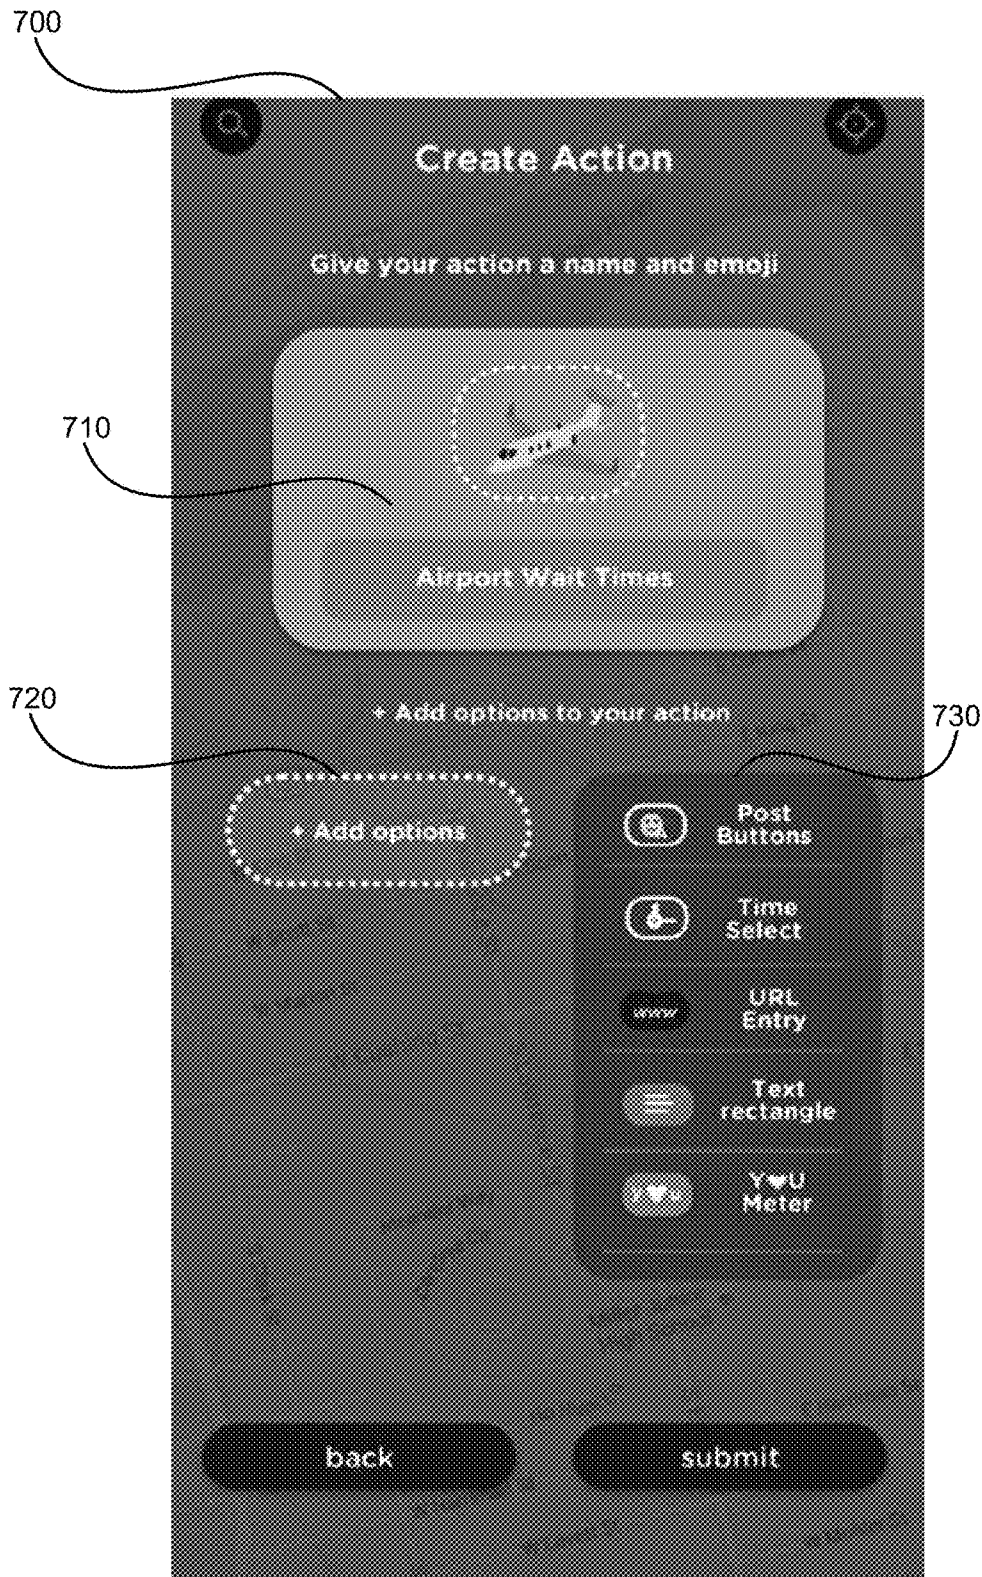 700
Create Action
Give your action a name and emoji
710
Airport Wait Times
720
730
+ Add options to your action
+ Add options
Post
Buttons
Time
Select
www
URL
Entry
Text
rectangle
y♥u
Y♥U
Meter
back
submit